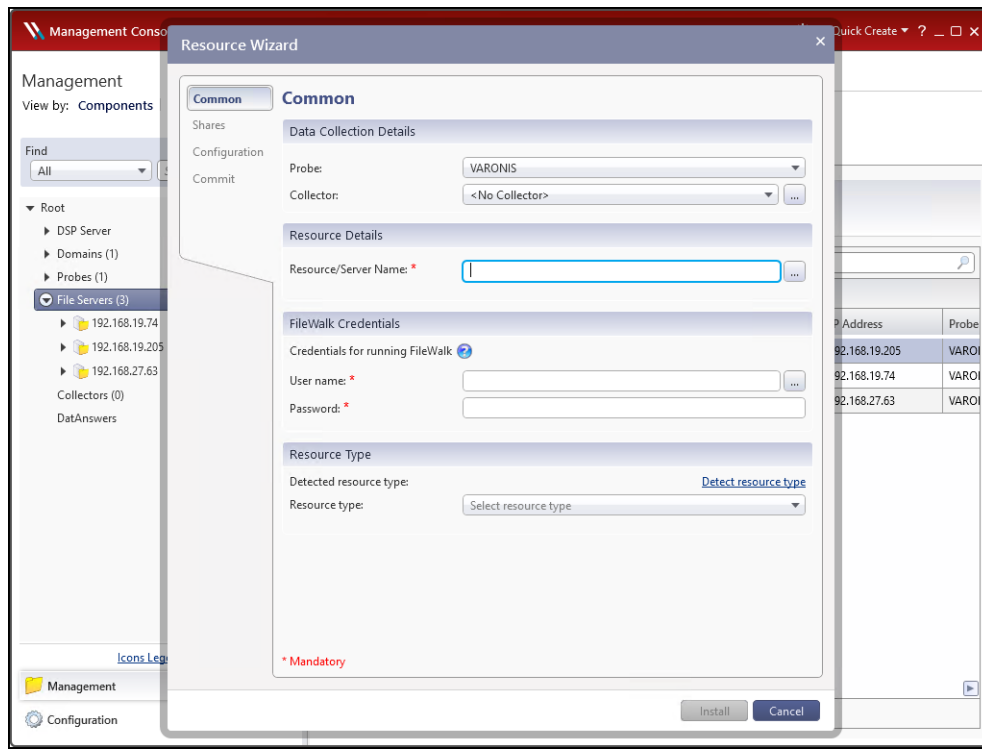 Management Conso
Quick Create ?
Management
View by: Components
Find
All
Root
DSP Server
Domains (1)
Probes (1)
File Servers (3)
192.168.19.74
192.168.19.205
192.168.27.63
Collectors (0)
DatAnswers
Icons Lege
Management
Configuration
Resource Wizard
Common
Shares
Configuration
Commit
Common
Data Collection Details
Probe: VARONIS
Collector: <No Collector> ...
Resource Details
Resource/Server Name: * ...
FileWalk Credentials
Credentials for running FileWalk ?
User name: * ...
Password: *
Resource Type
Detected resource type: Detect resource type
Resource type: Select resource type
* Mandatory
Install Cancel
P Address Probe
92.168.19.205 VARO
92.168.19.74 VARO
92.168.27.63 VARO